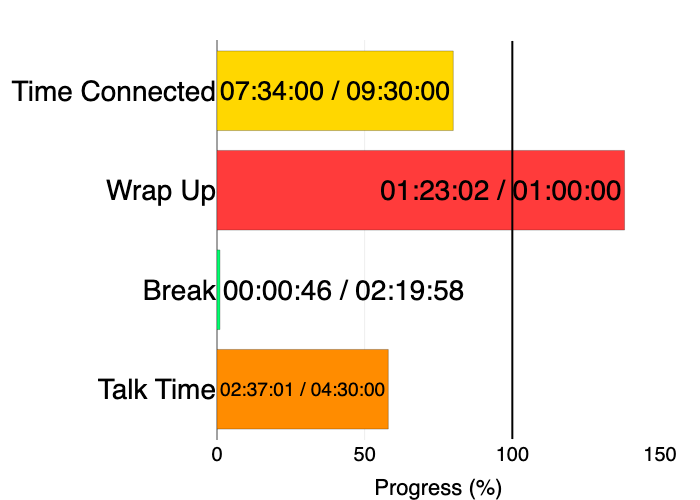 Time Connected 07:34:00 / 09:30:00
Wrap Up 01:23:02 / 01:00:00
Break 00:00:46 / 02:19:58
Talk Time 02:37:01 / 04:30:00
0 50 100 150
Progress (%)